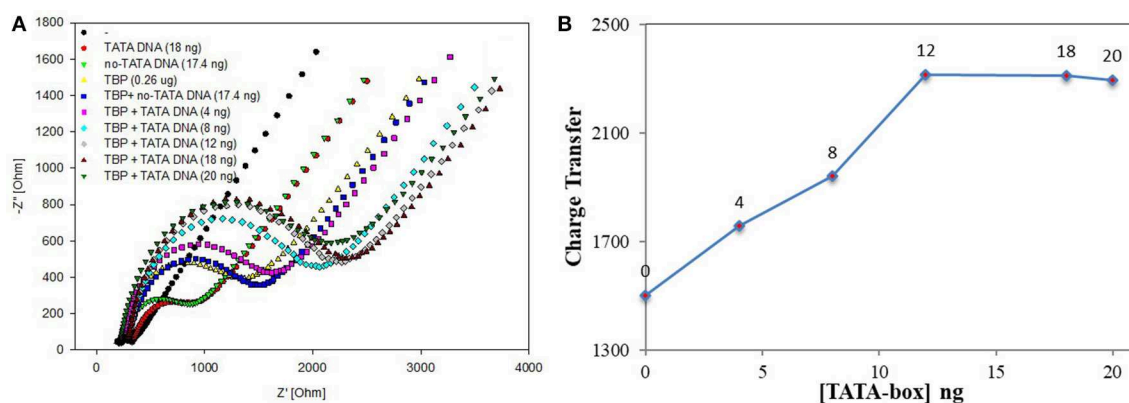 A
-Z" [Ohm]
1800
1600
1400
1200
1000
800
600
400
200
0
-
TATA DNA (18 ng)
no-TATA DNA (17.4 ng)
TBP (0.26 ug)
TBP+ no-TATA DNA (17.4 ng)
TBP + TATA DNA (4 ng)
TBP + TATA DNA (8 ng)
TBP + TATA DNA (12 ng)
TBP + TATA DNA (18 ng)
TBP + TATA DNA (20 ng)
0 1000 2000 3000 4000
Z' [Ohm]
B
Charge Transfer
2500
2100
1700
1300
0
4
8
12
18
20
0 5 10 15 20
[TATA-box] ng